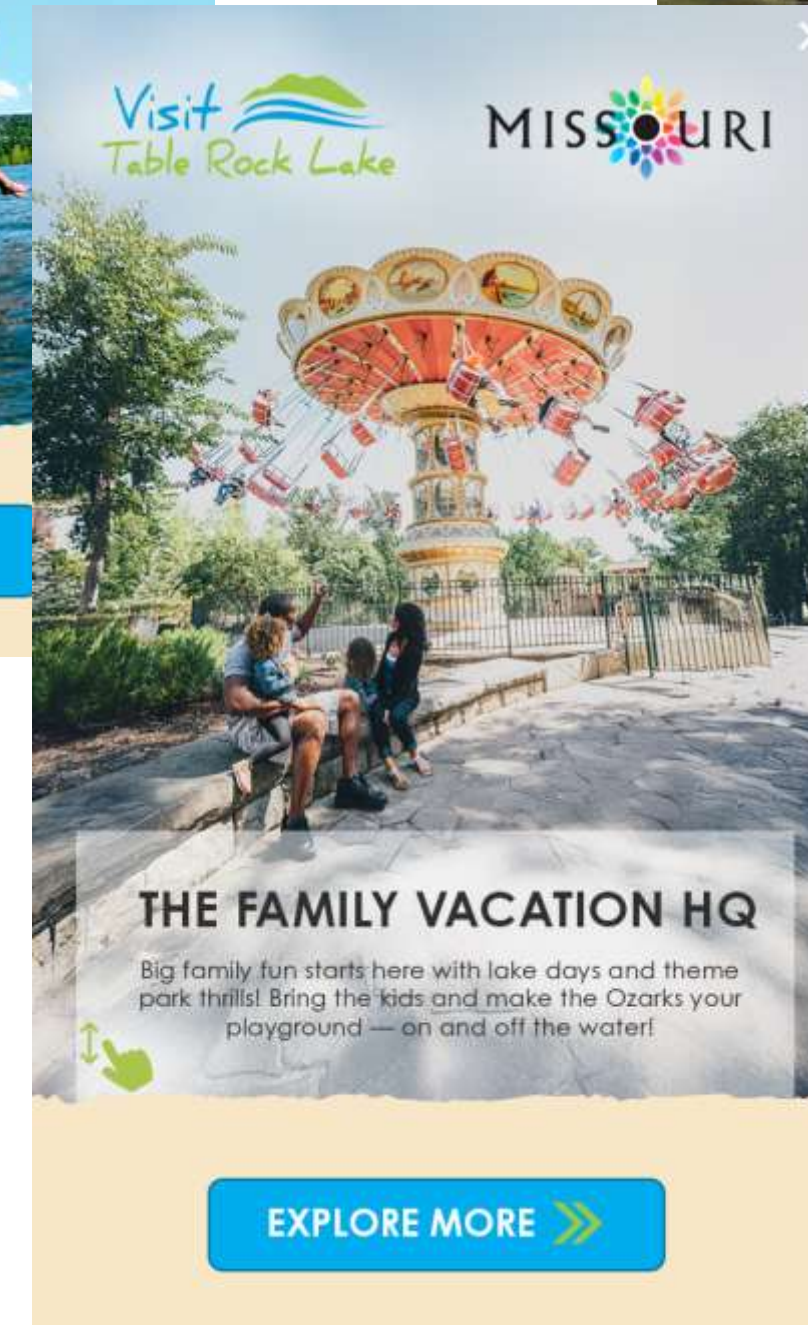 Visit
Table Rock Lake
MISSOURI
THE FAMILY VACATION HQ
Big family fun starts here with lake days and theme
park thrills! Bring the kids and make the Ozarks your
playground — on and off the water!
EXPLORE MORE